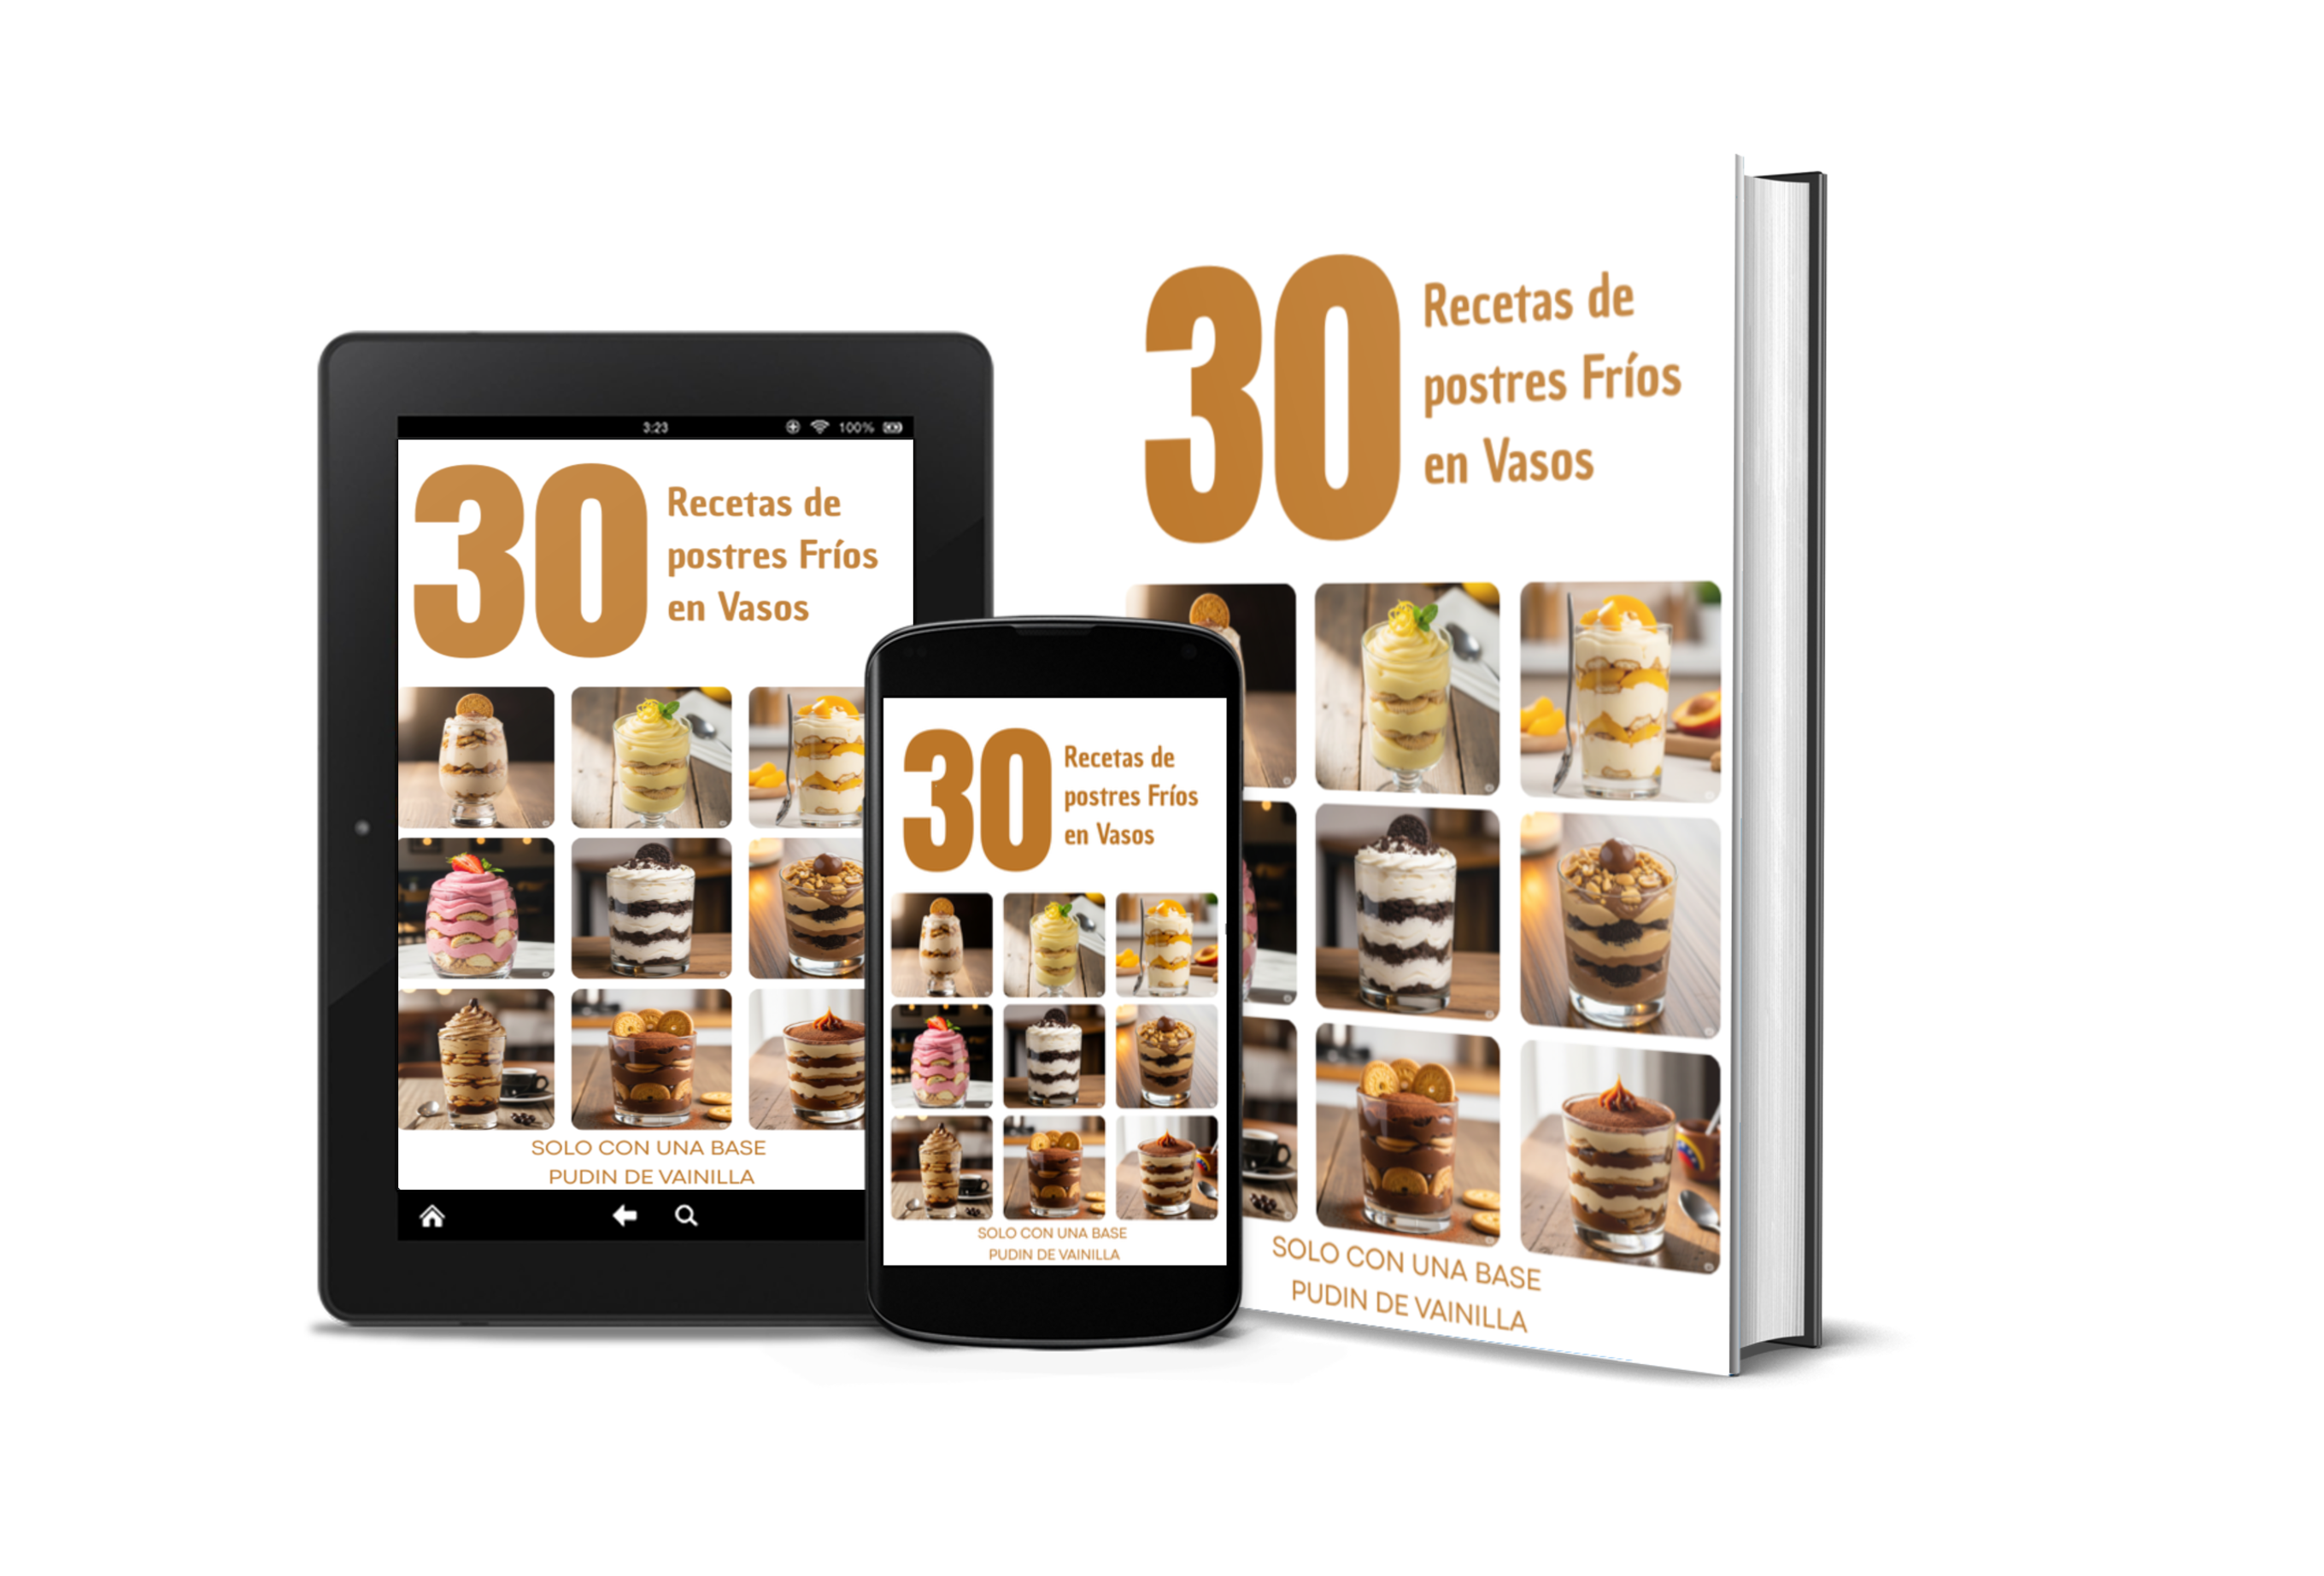 3:23 100%
30
Recetas de
postres Fríos
en Vasos
SOLO CON UNA BASE
PUDIN DE VAINILLA
30
Recetas de
postres Fríos
en Vasos
SOLO CON UNA BASE
PUDIN DE VAINILLA
30
Recetas de
postres Fríos
en Vasos
SOLO CON UNA BASE
PUDIN DE VAINILLA